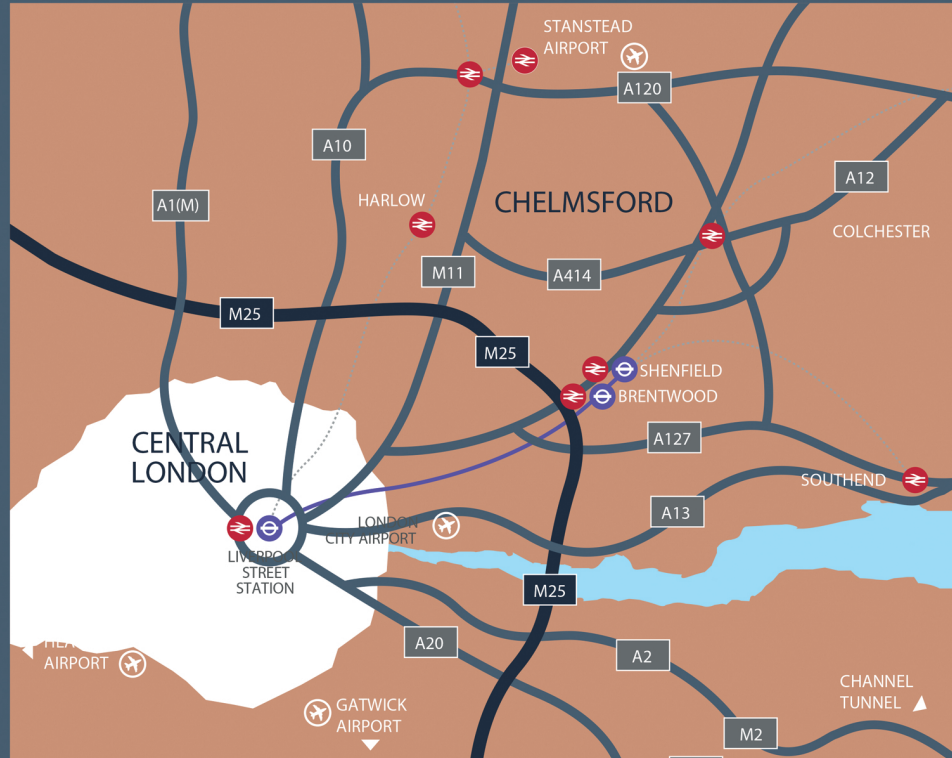 STANSTEAD
AIRPORT
A120
A10
A12
A1(M)
HARLOW
CHELMSFORD
COLCHESTER
M11
A414
M25
M25
SHENFIELD
BRENTWOOD
CENTRAL
LONDON
A127
SOUTHEND
A13
LONDON
CITY AIRPORT
LIVERPOOL
STREET
STATION
M25
A20
A2
AIRPORT
GATWICK
AIRPORT
CHANNEL
TUNNEL
M2